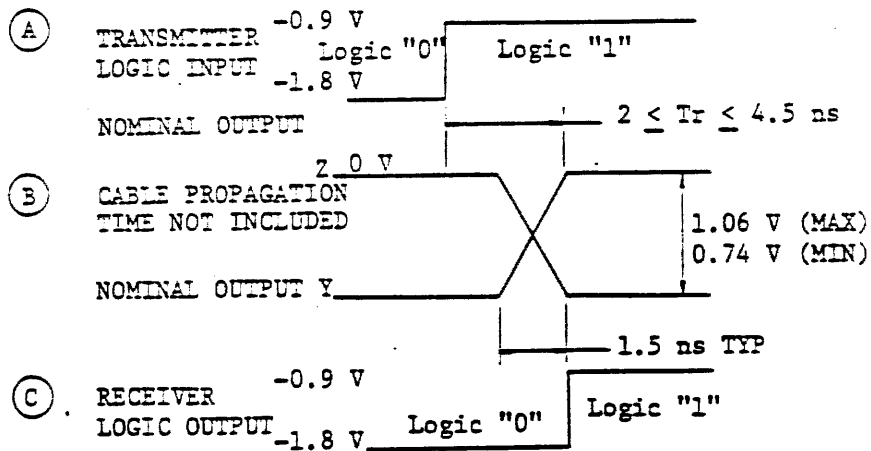 A
-0.9 V
TRANSMITTER
Logic "0"
Logic "1"
LOGIC INPUT
-1.8 V
NOMINAL OUTPUT
2 ≤ Tr ≤ 4.5 ns
Z 0 V
B
CABLE PROPAGATION
TIME NOT INCLUDED
1.06 V (MAX)
0.74 V (MIN)
NOMINAL OUTPUT Y
1.5 ns TYP
-0.9 V
C
RECEIVER
LOGIC OUTPUT
Logic "0"
Logic "1"
-1.8 V